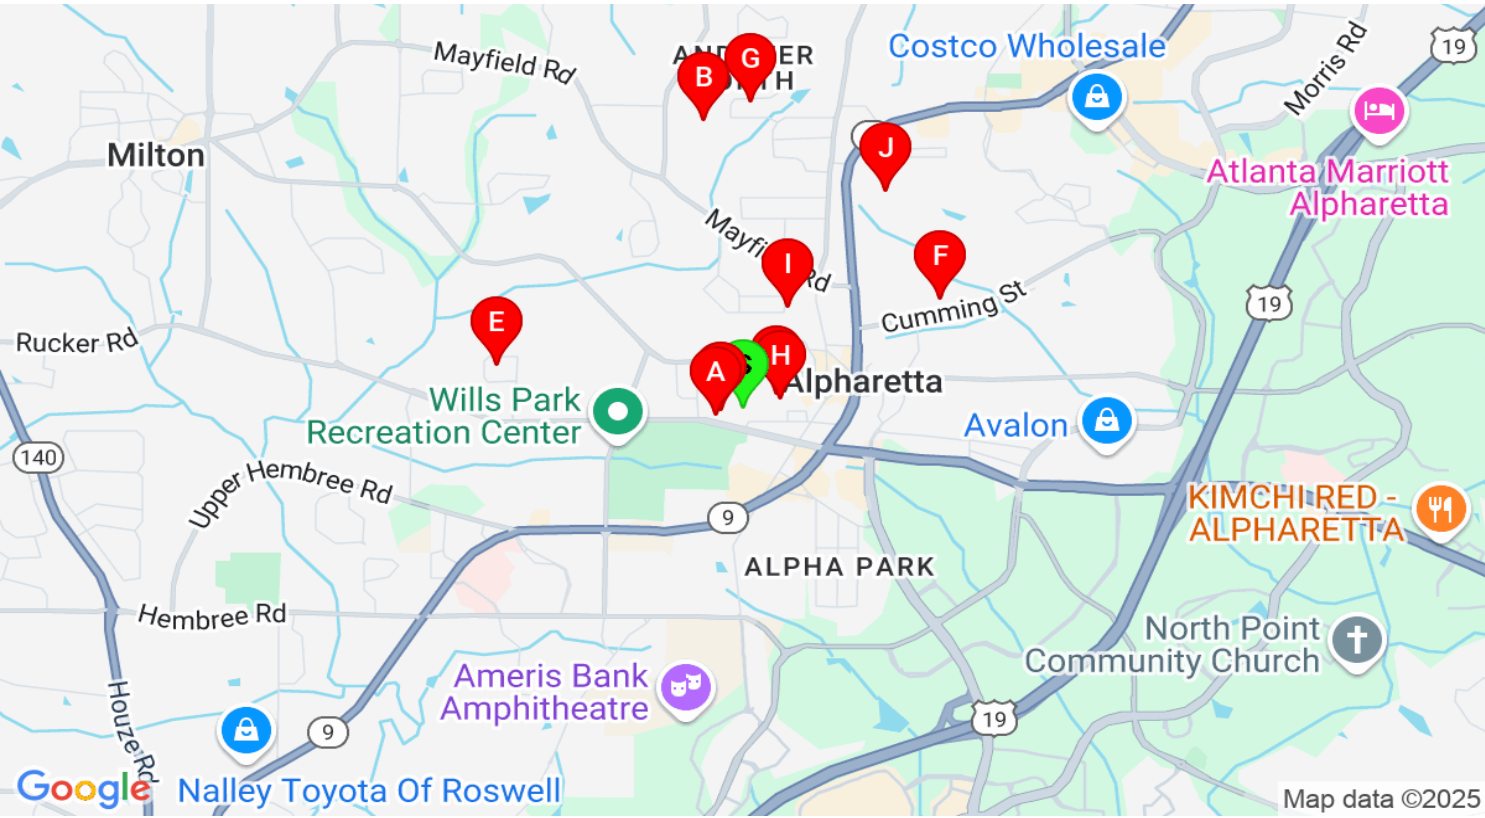 Mayfield Rd
G
B
Costco Wholesale
Morris Rd
19
Milton
J
Atlanta Marriott
Alpharetta
Mayfi
Rd
I
F
Cumming St
19
E
Rucker Rd
H
A
S
Alpharetta
Wills Park
Recreation Center
Avalon
140
Upper Hembree Rd
9
KIMCHI RED -
ALPHARETTA
ALPHA PARK
Hembree Rd
North Point
Community Church
Ameris Bank
Amphitheatre
19
Houze Rd
9
Google
Nalley Toyota Of Roswell
Map data ©2025